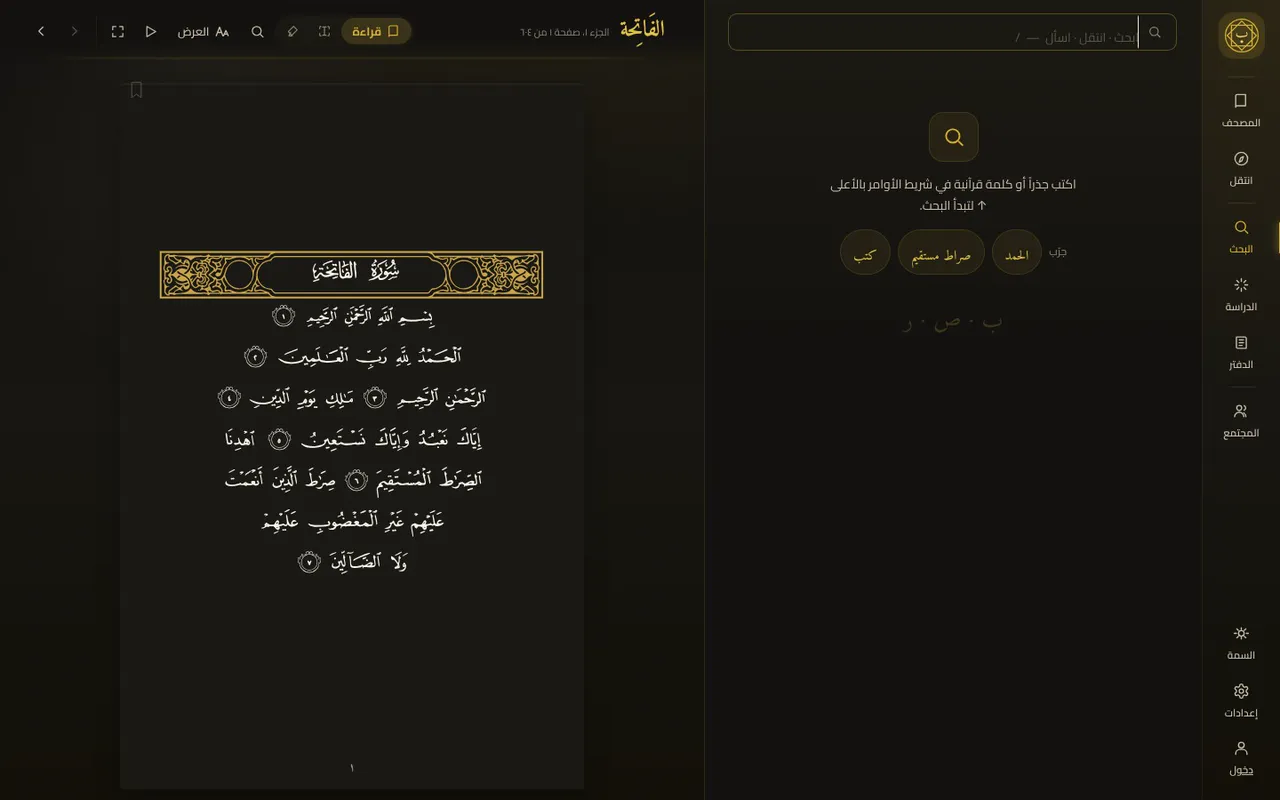 ب
المصحف
انتقل
البحث
الدراسة
الدفتر
المجتمع
السمة
إعدادات
دخول
ابحث · انتقل · اسأل — /
اكتب جذراً أو كلمة قرآنية في شريط الأوامر بالأعلى
↑ لتبدأ البحث.
جرّب
الحمد
صراط مستقيم
كتب
ب · ص · ر
الفَاتِحة
الجزء ١، صفحة ١ من ٦٠٤
قراءة
العرض
سُورَةُ الفَاتِحَةِ
بِسْمِ ٱللَّهِ ٱلرَّحْمَٰنِ ٱلرَّحِيمِ ١
ٱلْحَمْدُ لِلَّهِ رَبِّ ٱلْعَٰلَمِينَ ٢
ٱلرَّحْمَٰنِ ٱلرَّحِيمِ ٣ مَٰلِكِ يَوْمِ ٱلدِّينِ ٤
إِيَّاكَ نَعْبُدُ وَإِيَّاكَ نَسْتَعِينُ ٥ ٱهْدِنَا
ٱلصِّرَٰطَ ٱلْمُسْتَقِيمَ ٦ صِرَٰطَ ٱلَّذِينَ أَنْعَمْتَ
عَلَيْهِمْ غَيْرِ ٱلْمَغْضُوبِ عَلَيْهِمْ
وَلَا ٱلضَّآلِّينَ ٧
١